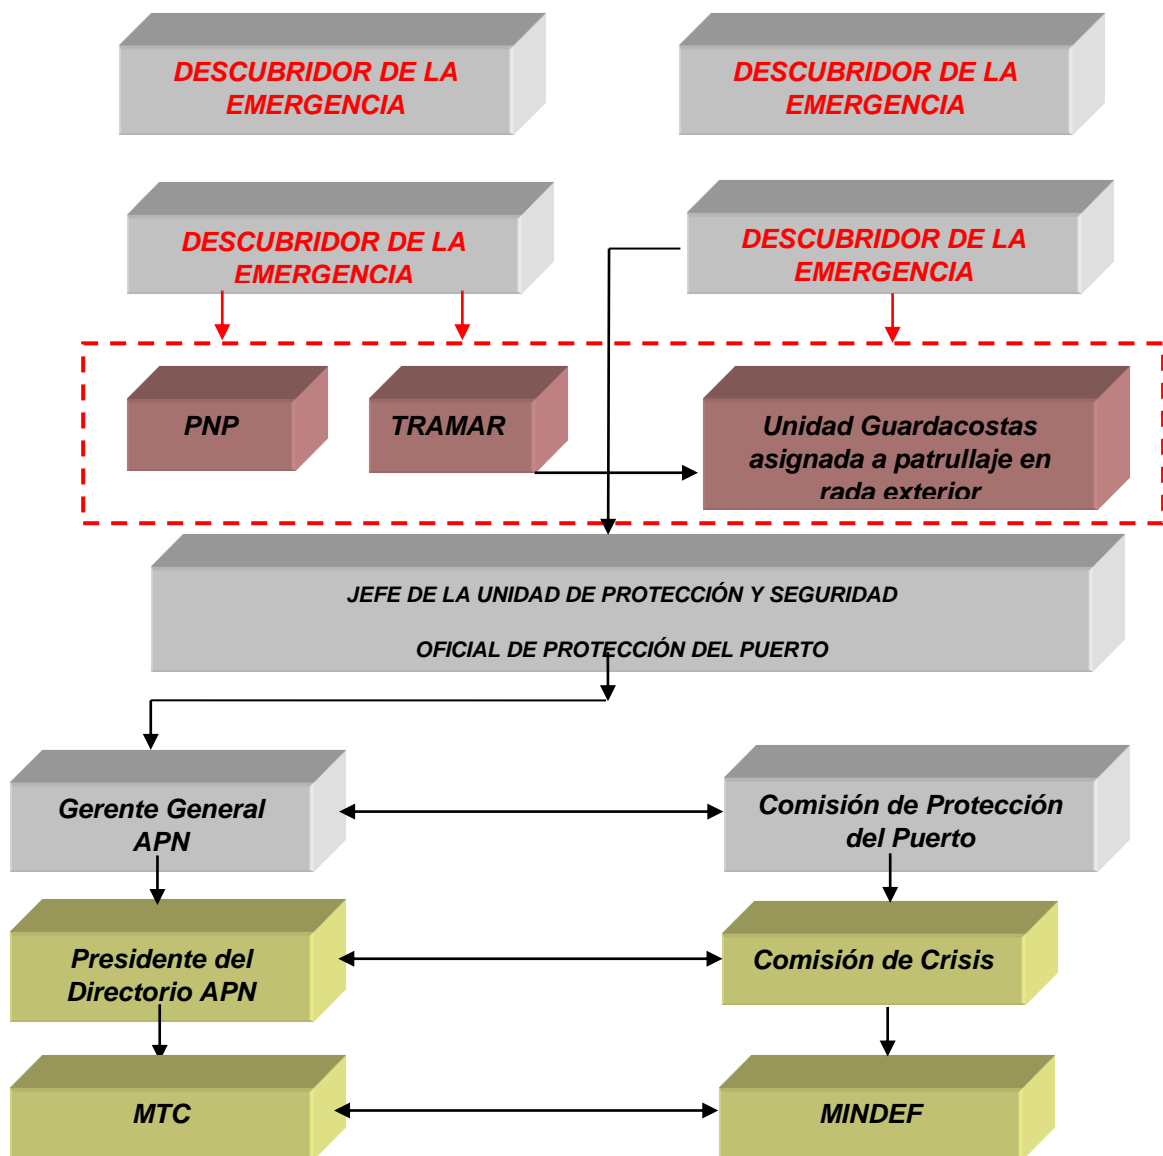 DESCUBRIDOR DE LA
EMERGENCIA
DESCUBRIDOR DE LA
EMERGENCIA
DESCUBRIDOR DE LA
EMERGENCIA
DESCUBRIDOR DE LA
EMERGENCIA
PNP
TRAMAR
Unidad Guardacostas
asignada a patrullaje en
rada exterior
JEFE DE LA UNIDAD DE PROTECCIÓN Y SEGURIDAD
OFICIAL DE PROTECCIÓN DEL PUERTO
Gerente General
APN
Comisión de Protección
del Puerto
Presidente del
Directorio APN
Comisión de Crisis
MTC
MINDEF